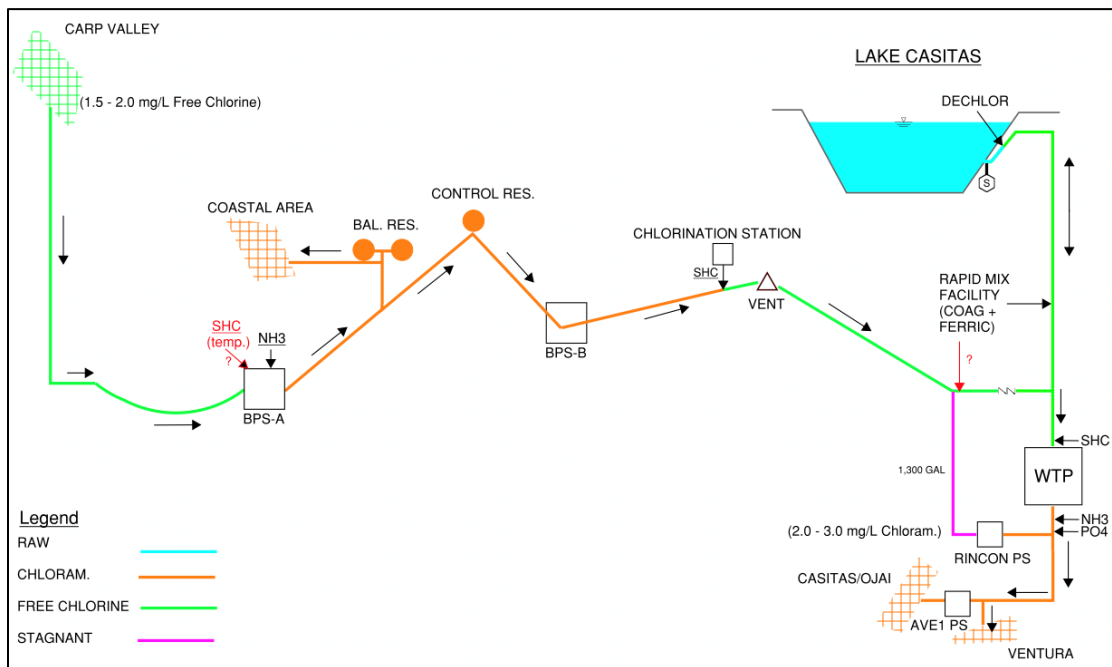 CARP VALLEY
(1.5 - 2.0 mg/L Free Chlorine)
LAKE CASITAS
DECHLOR
S
COASTAL AREA
BAL. RES.
CONTROL RES.
CHLORINATION STATION
SHC
VENT
RAPID MIX
FACILITY
(COAG +
FERRIC)
SHC
(temp.)
?
NH3
BPS-A
BPS-B
?
SHC
WTP
1,300 GAL
NH3
PO4
(2.0 - 3.0 mg/L Chloram.)
RINCON PS
CASITAS/OJAI
AVE1 PS
VENTURA
Legend
RAW
CHLORAM.
FREE CHLORINE
STAGNANT